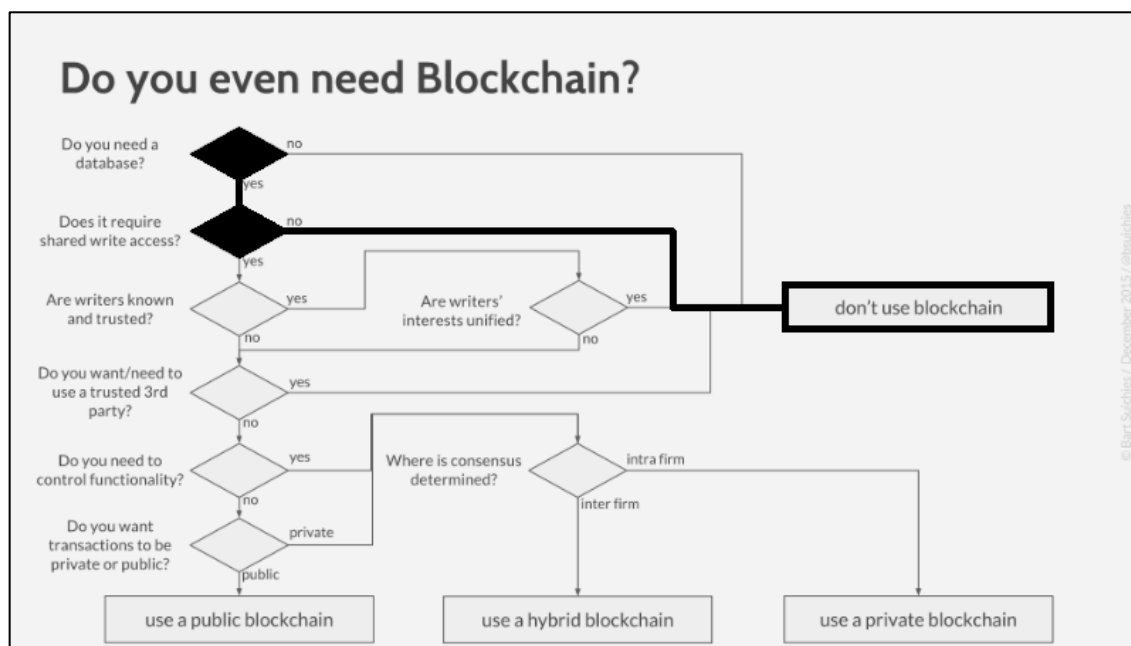 Do you even need Blockchain?
Do you need a
database?
no
yes
Does it require
shared write access?
no
yes
Are writers known
and trusted?
yes
no
Are writers'
interests unified?
yes
no
don't use blockchain
Do you want/need to
use a trusted 3rd
party?
yes
no
Do you need to
control functionality?
yes
no
Where is consensus
determined?
intra firm
inter firm
Do you want
transactions to be
private or public?
private
public
use a public blockchain
use a hybrid blockchain
use a private blockchain
© Bart Suichies / December 2015 / @bsuichies